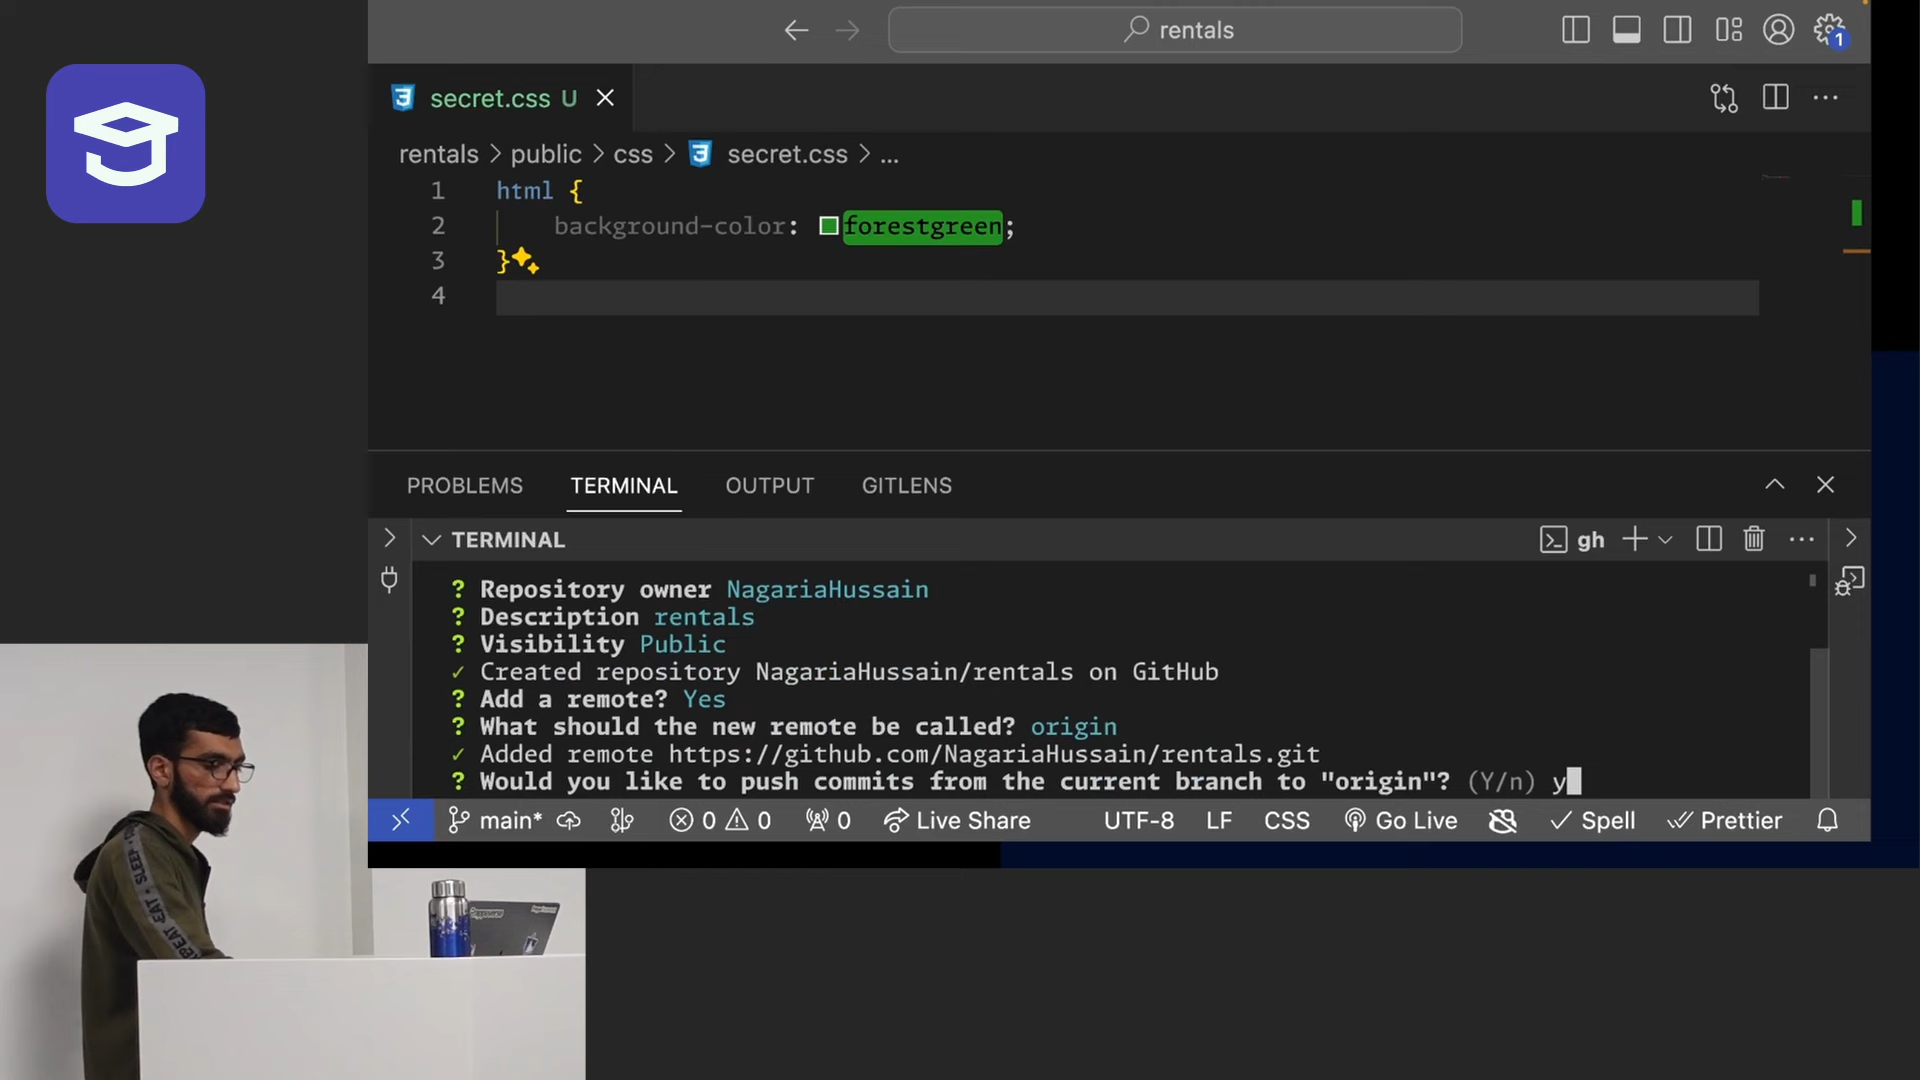 rentals
1
secret.css U
rentals > public > css > secret.css > ...
1 html {
2 background-color: forestgreen;
3 }
4
PROBLEMS TERMINAL OUTPUT GITLENS
TERMINAL
gh
? Repository owner NagariaHussain
? Description rentals
? Visibility Public
✓ Created repository NagariaHussain/rentals on GitHub
? Add a remote? Yes
? What should the new remote be called? origin
✓ Added remote https://github.com/NagariaHussain/rentals.git
? Would you like to push commits from the current branch to "origin"? (Y/n) y
main* 0 0 0 Live Share UTF-8 LF CSS Go Live Spell Prettier
EAT • SLEEP •
REPEAT